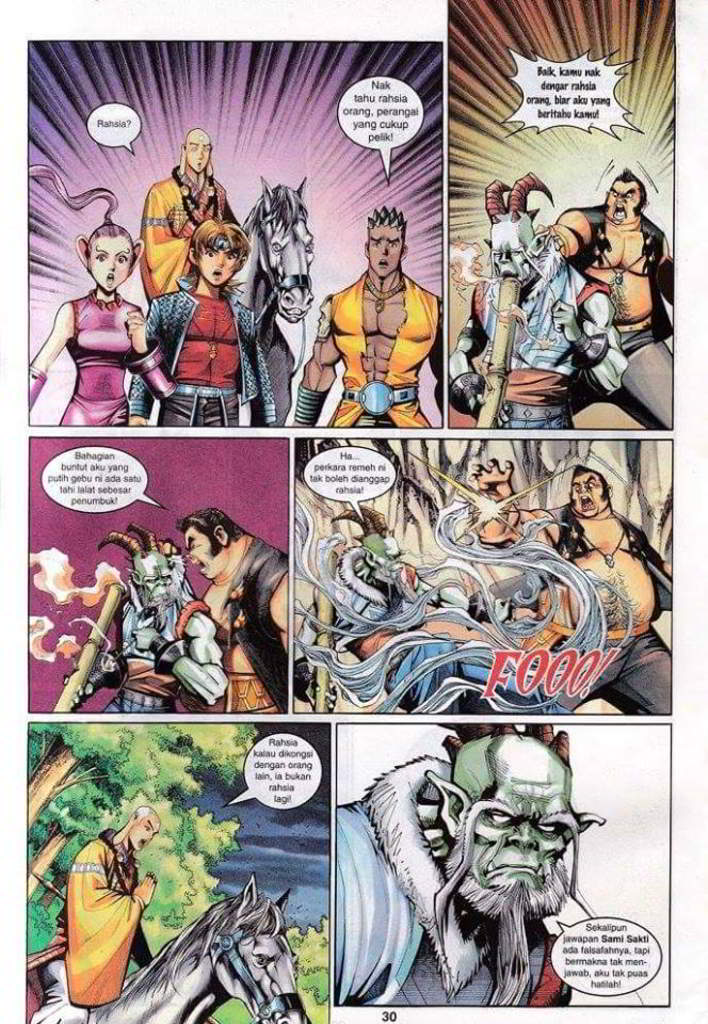 Rahsia?
Nak
tahu rahsia
orang, perangai
yang cukup
pelik!
Baik, kamu nak
dengar rahsia
orang, biar aku yang
beritahu kamu!
Bahagian
buntut aku yang
putih gebu ni ada satu
tahi lalat sebesar
penumbuk!
Ha...
perkara remeh ni
tak boleh dianggap
rahsia!
FOOO!
Rahsia
kalau dikongsi
dengan orang
lain, ia bukan
rahsia
lagi!
Sekalipun
jawapan Sami Sakti
ada falsafahnya, tapi
bermakna tak men-
jawab, aku tak puas
hatilah!
30